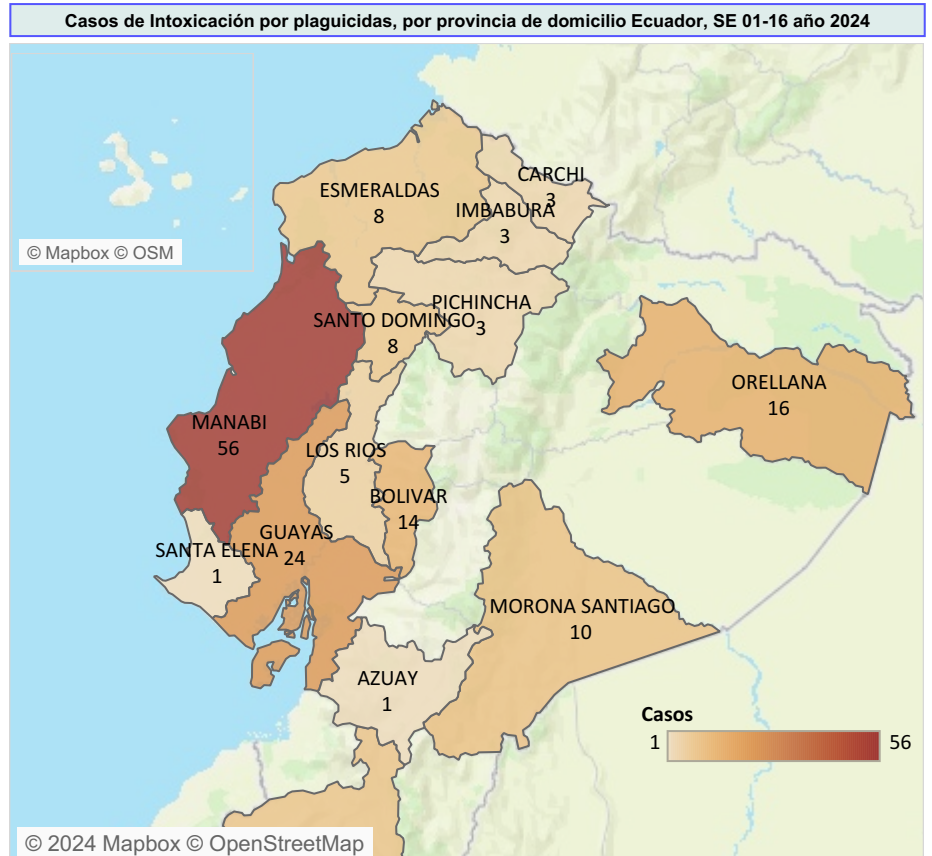 Casos de Intoxicación por plaguicidas, por provincia de domicilio Ecuador, SE 01-16 año 2024
CARCHI
3
ESMERALDAS
8
IMBABURA
3
© Mapbox © OSM
PICHINCHA
3
SANTO DOMINGO
8
ORELLANA
16
MANABI
56
LOS RIOS
5
BOLIVAR
14
GUAYAS
24
SANTA ELENA
1
MORONA SANTIAGO
10
AZUAY
1
Casos
1 56
© 2024 Mapbox © OpenStreetMap